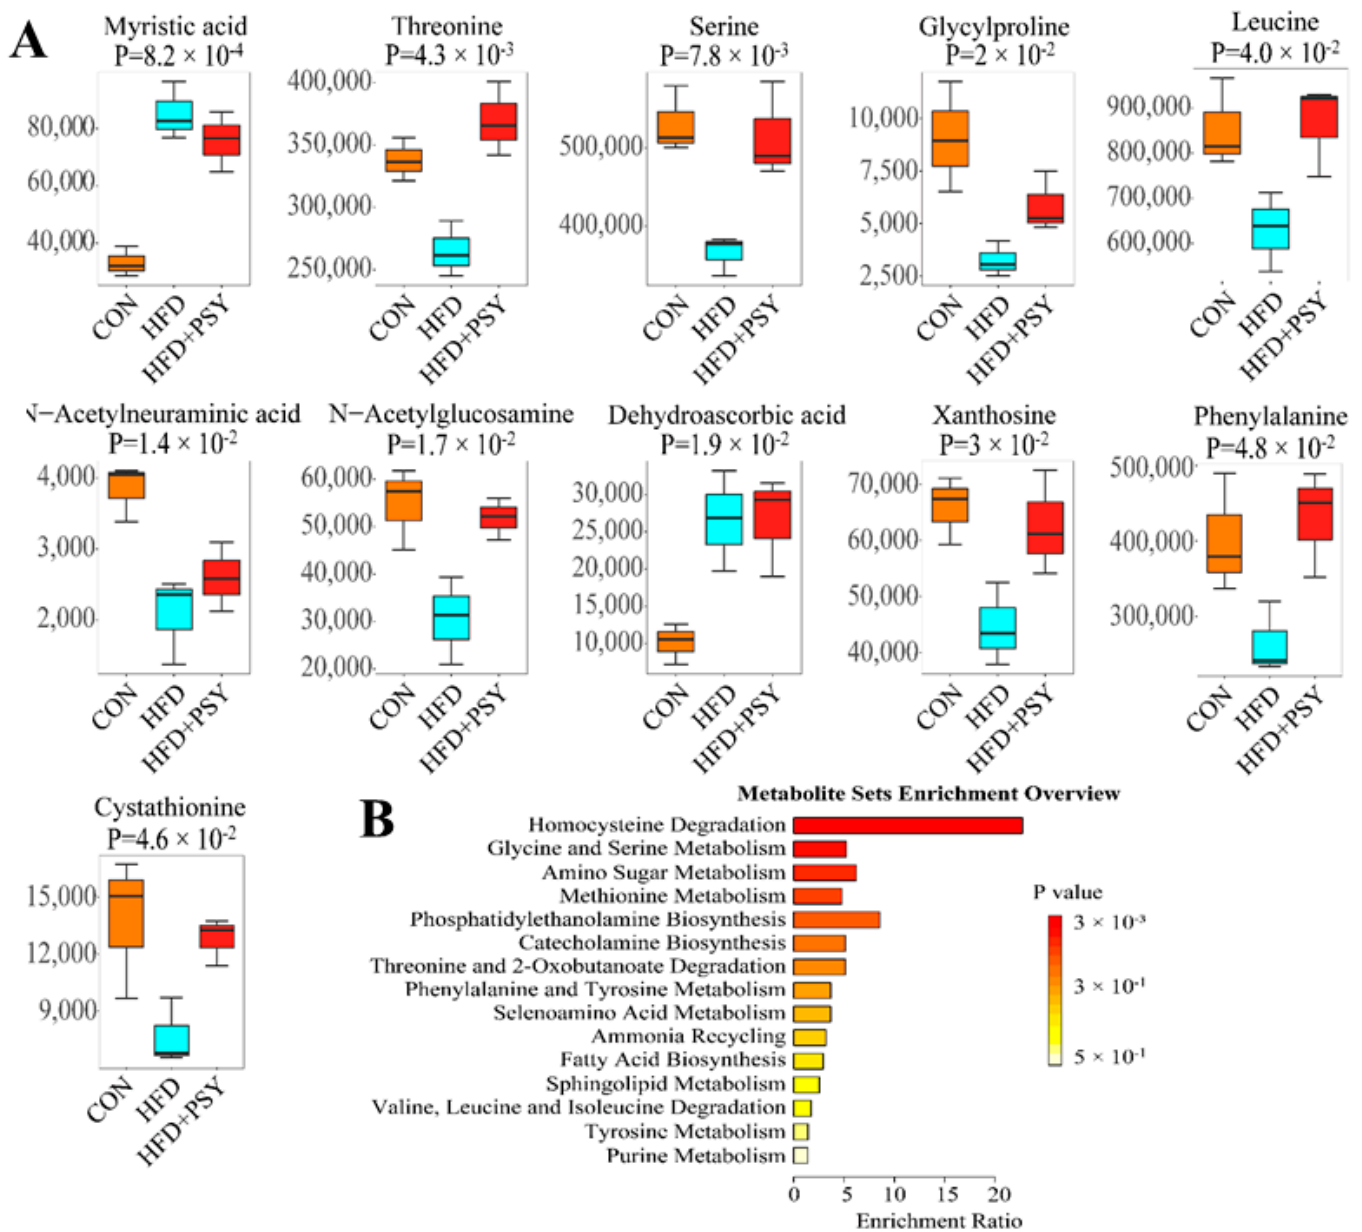 A
Myristic acid
P=8.2 × 10-4
80,000
60,000
40,000
CON
HFD
HFD+PSY
Threonine
P=4.3 × 10-3
400,000
350,000
300,000
250,000
CON
HFD
HFD+PSY
Serine
P=7.8 × 10-3
500,000
400,000
CON
HFD
HFD+PSY
Glycylproline
P=2 × 10-2
10,000
7,500
5,000
2,500
CON
HFD
HFD+PSY
Leucine
P=4.0 × 10-2
900,000
800,000
700,000
600,000
CON
HFD
HFD+PSY
N-Acetylneuraminic acid
P=1.4 × 10-2
4,000
3,000
2,000
CON
HFD
HFD+PSY
N-Acetylglucosamine
P=1.7 × 10-2
60,000
50,000
40,000
30,000
20,000
CON
HFD
HFD+PSY
Dehydroascorbic acid
P=1.9 × 10-2
30,000
25,000
20,000
15,000
10,000
CON
HFD
HFD+PSY
Xanthosine
P=3 × 10-2
70,000
60,000
50,000
40,000
CON
HFD
HFD+PSY
Phenylalanine
P=4.8 × 10-2
500,000
400,000
300,000
CON
HFD
HFD+PSY
Cystathionine
P=4.6 × 10-2
15,000
12,000
9,000
CON
HFD
HFD+PSY
B
Metabolite Sets Enrichment Overview
Homocysteine Degradation
Glycine and Serine Metabolism
Amino Sugar Metabolism
Methionine Metabolism
Phosphatidylethanolamine Biosynthesis
Catecholamine Biosynthesis
Threonine and 2-Oxobutanoate Degradation
Phenylalanine and Tyrosine Metabolism
Selenoamino Acid Metabolism
Ammonia Recycling
Fatty Acid Biosynthesis
Sphingolipid Metabolism
Valine, Leucine and Isoleucine Degradation
Tyrosine Metabolism
Purine Metabolism
0 5 10 15 20
Enrichment Ratio
P value
3 × 10-3
3 × 10-1
5 × 10-1